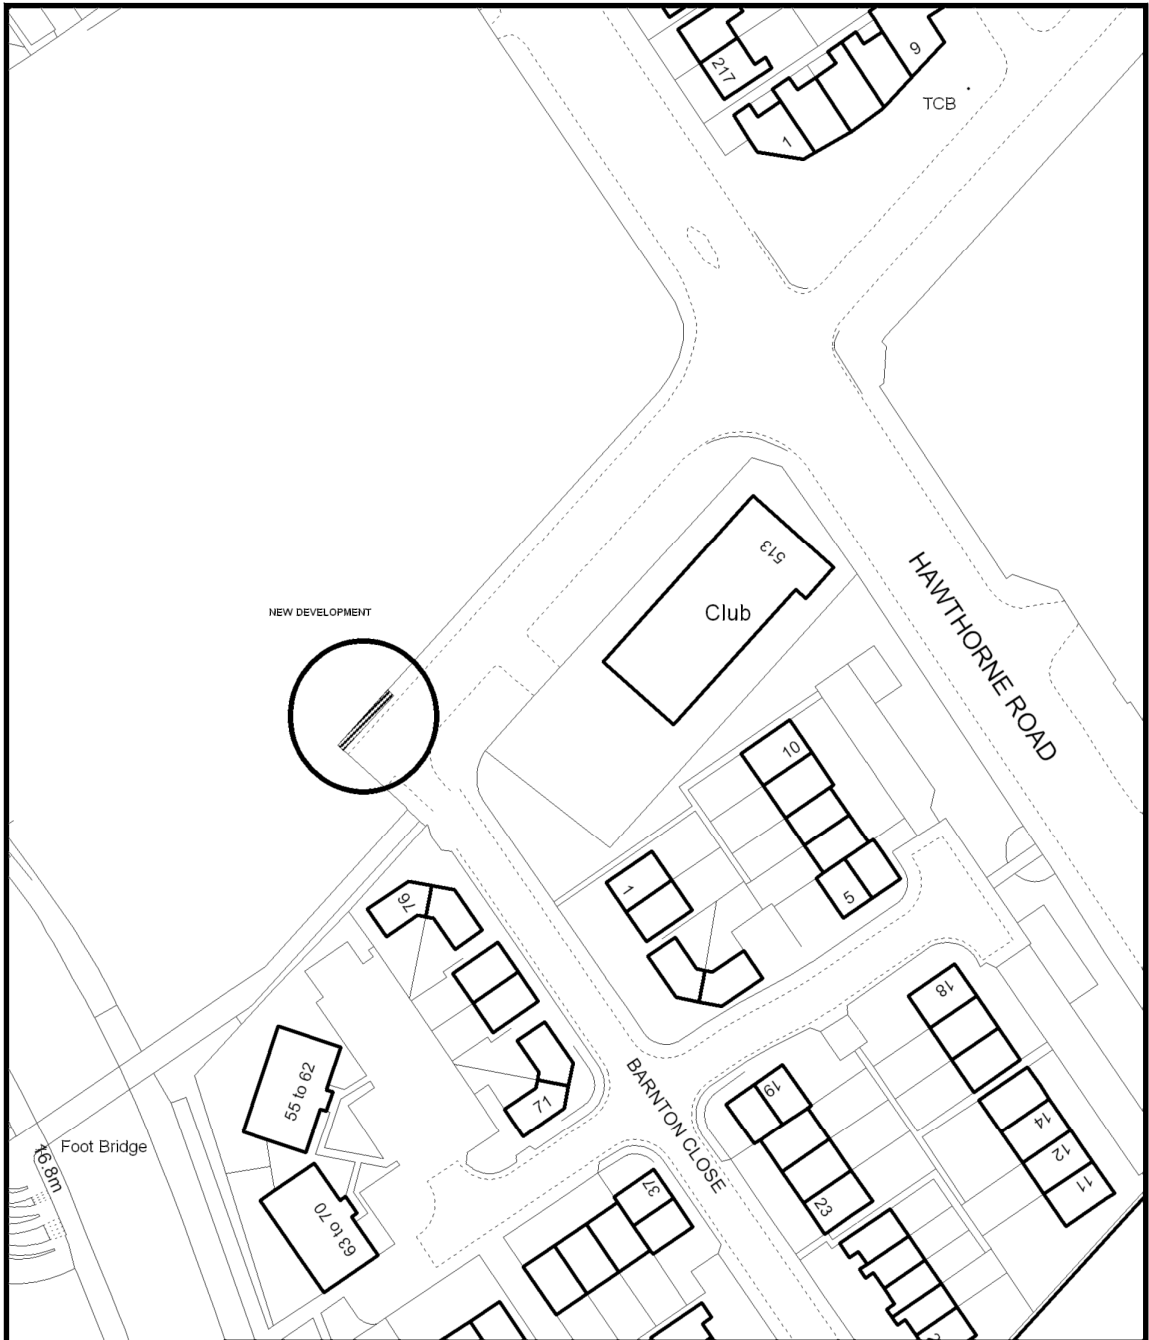 217
9
TCB
1
513
NEW DEVELOPMENT
Club
HAWTHORNE ROAD
10
1
5
76
18
55 to 62
BARNTON CLOSE
19
71
14
Foot Bridge
16.8m
12
37
11
63 to 70
23